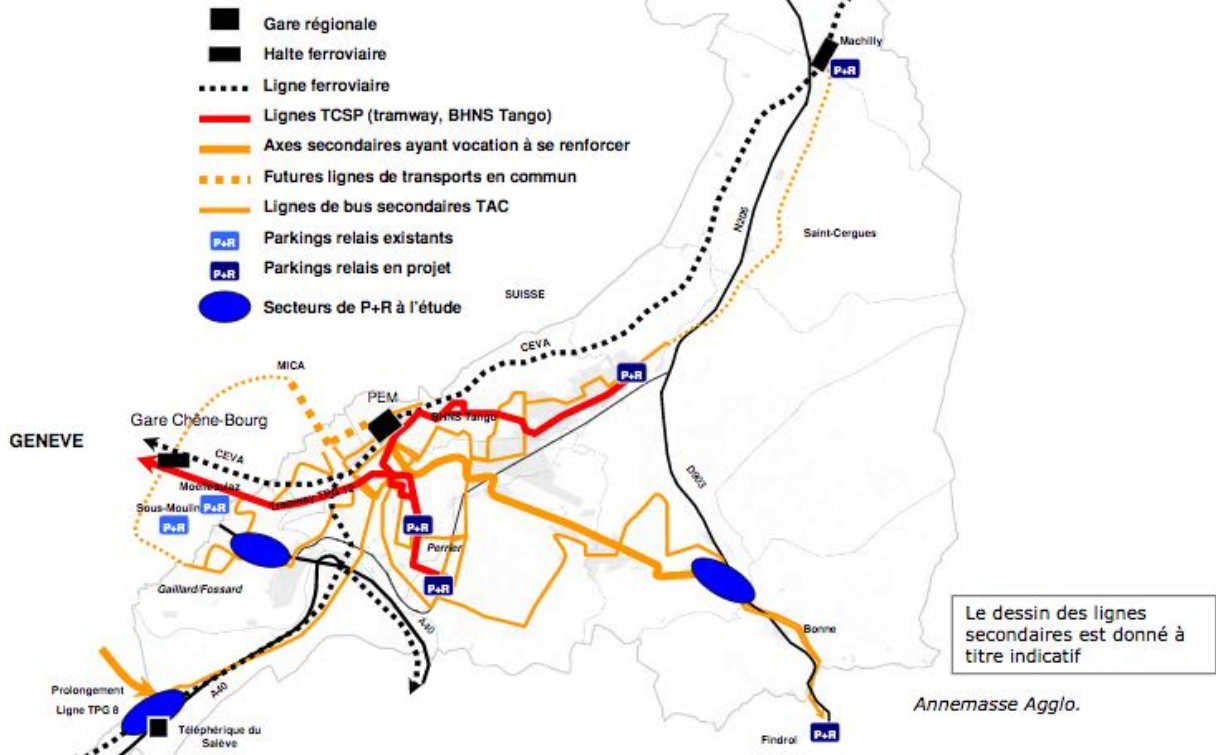 Gare régionale
Halte ferroviaire
Ligne ferroviaire
Lignes TCSP (tramway, BHNS Tango)
Axes secondaires ayant vocation à se renforcer
Futures lignes de transports en commun
Lignes de bus secondaires TAC
P+R
Parkings relais existants
P+R
Parkings relais en projet
Secteurs de P+R à l'étude
Machilly
P+R
N206
Saint-Cergues
SUISSE
CEVA
MICA
P+R
PEM
BHNS Tango
Gare Chêne-Bourg
GENEVE
CEVA
Sous-Moulin
P+R
P+R
Tramway TPG
D903
P+R
Perrier
P+R
Gaillard/Fossard
A40
Bonne
Le dessin des lignes
secondaires est donné à
titre indicatif
Prolongement
Ligne TPG 8
A40
Téléphérique du
Salève
Annemasse Agglo.
Findrol
P+R